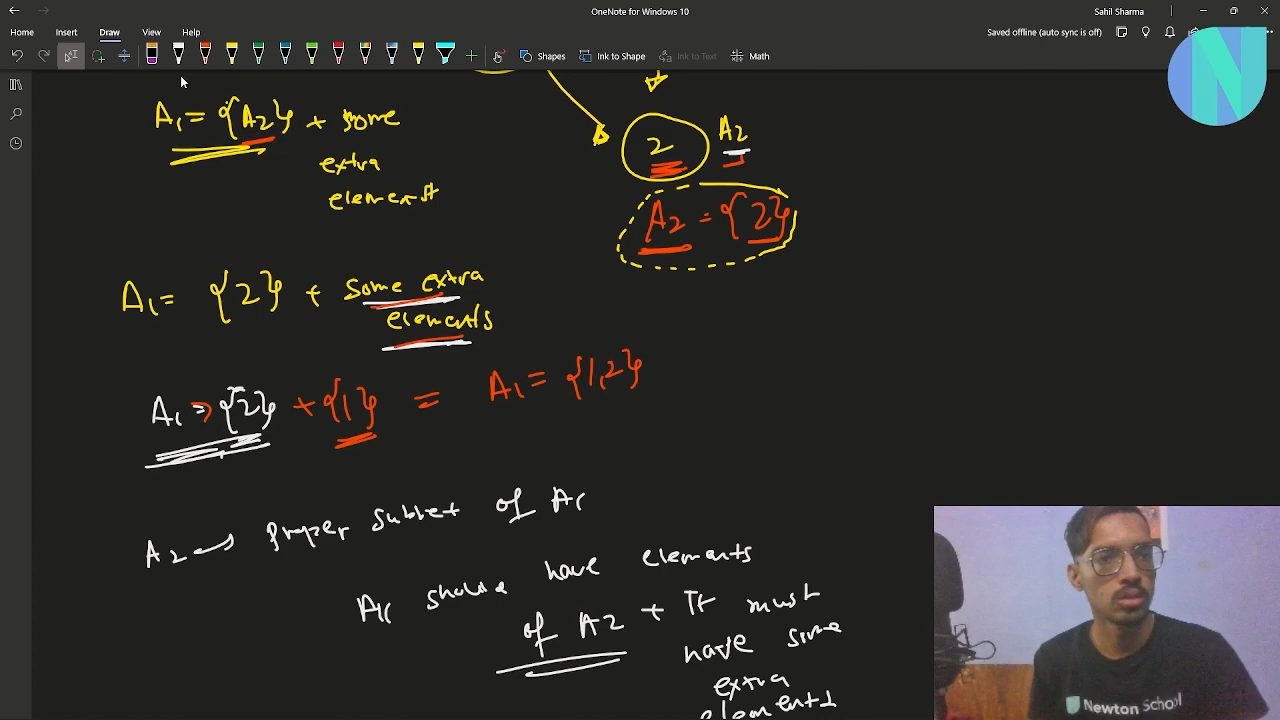 OneNote for Windows 10
Sahil Sharma
Home Insert Draw View Help
Saved offline (auto sync is off)
Shapes Ink to Shape Ink to Text Math
A1 = {A2} + some
extra
elements
2 A2
A2 = {2}
A1 = {2} + some extra
elements
A1 = {2} + {1} = A1 = {1,2}
A2 → proper subset of A1
A1 should have elements
of A2 + It must
have some
extra
elements
Newton School